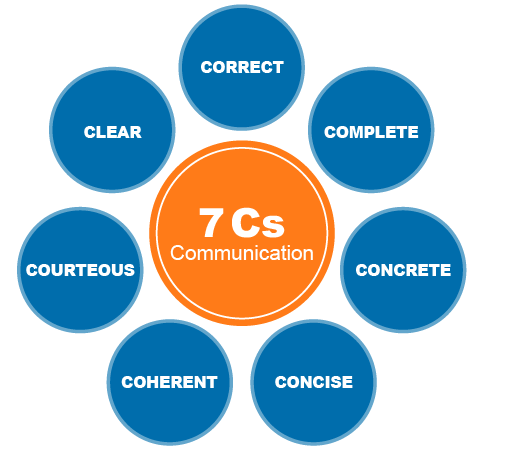 CORRECT
CLEAR
COMPLETE
7 Cs
Communication
COURTEOUS
CONCRETE
COHERENT
CONCISE